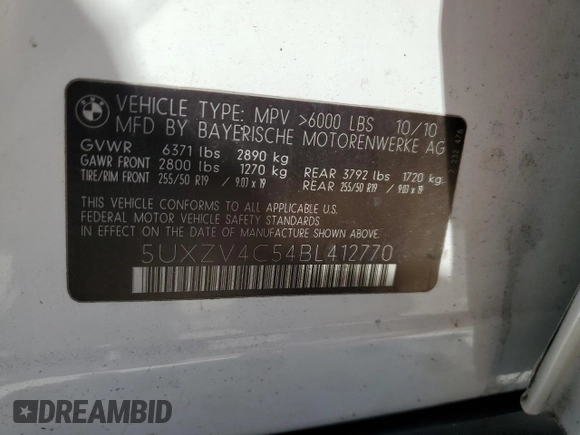 BMW
VEHICLE TYPE: MPV >6000 LBS 10/10
MFD BY BAYERISCHE MOTORENWERKE AG
GVWR 6371 lbs 2890 kg
GAWR FRONT 2800 lbs 1270 kg REAR 3792 lbs 1720 kg
TIRE/RIM FRONT 255/50 R19 / 9.0J x 19 REAR 255/50 R19 / 9.0J x 19
THIS VEHICLE CONFORMS TO ALL APPLICABLE U.S.
FEDERAL MOTOR VEHICLE SAFETY STANDARDS
IN EFFECT ON THE DATE OF MANUFACTURE SHOWN ABOVE.
5UXZV4C54BL412770
DREAMBID